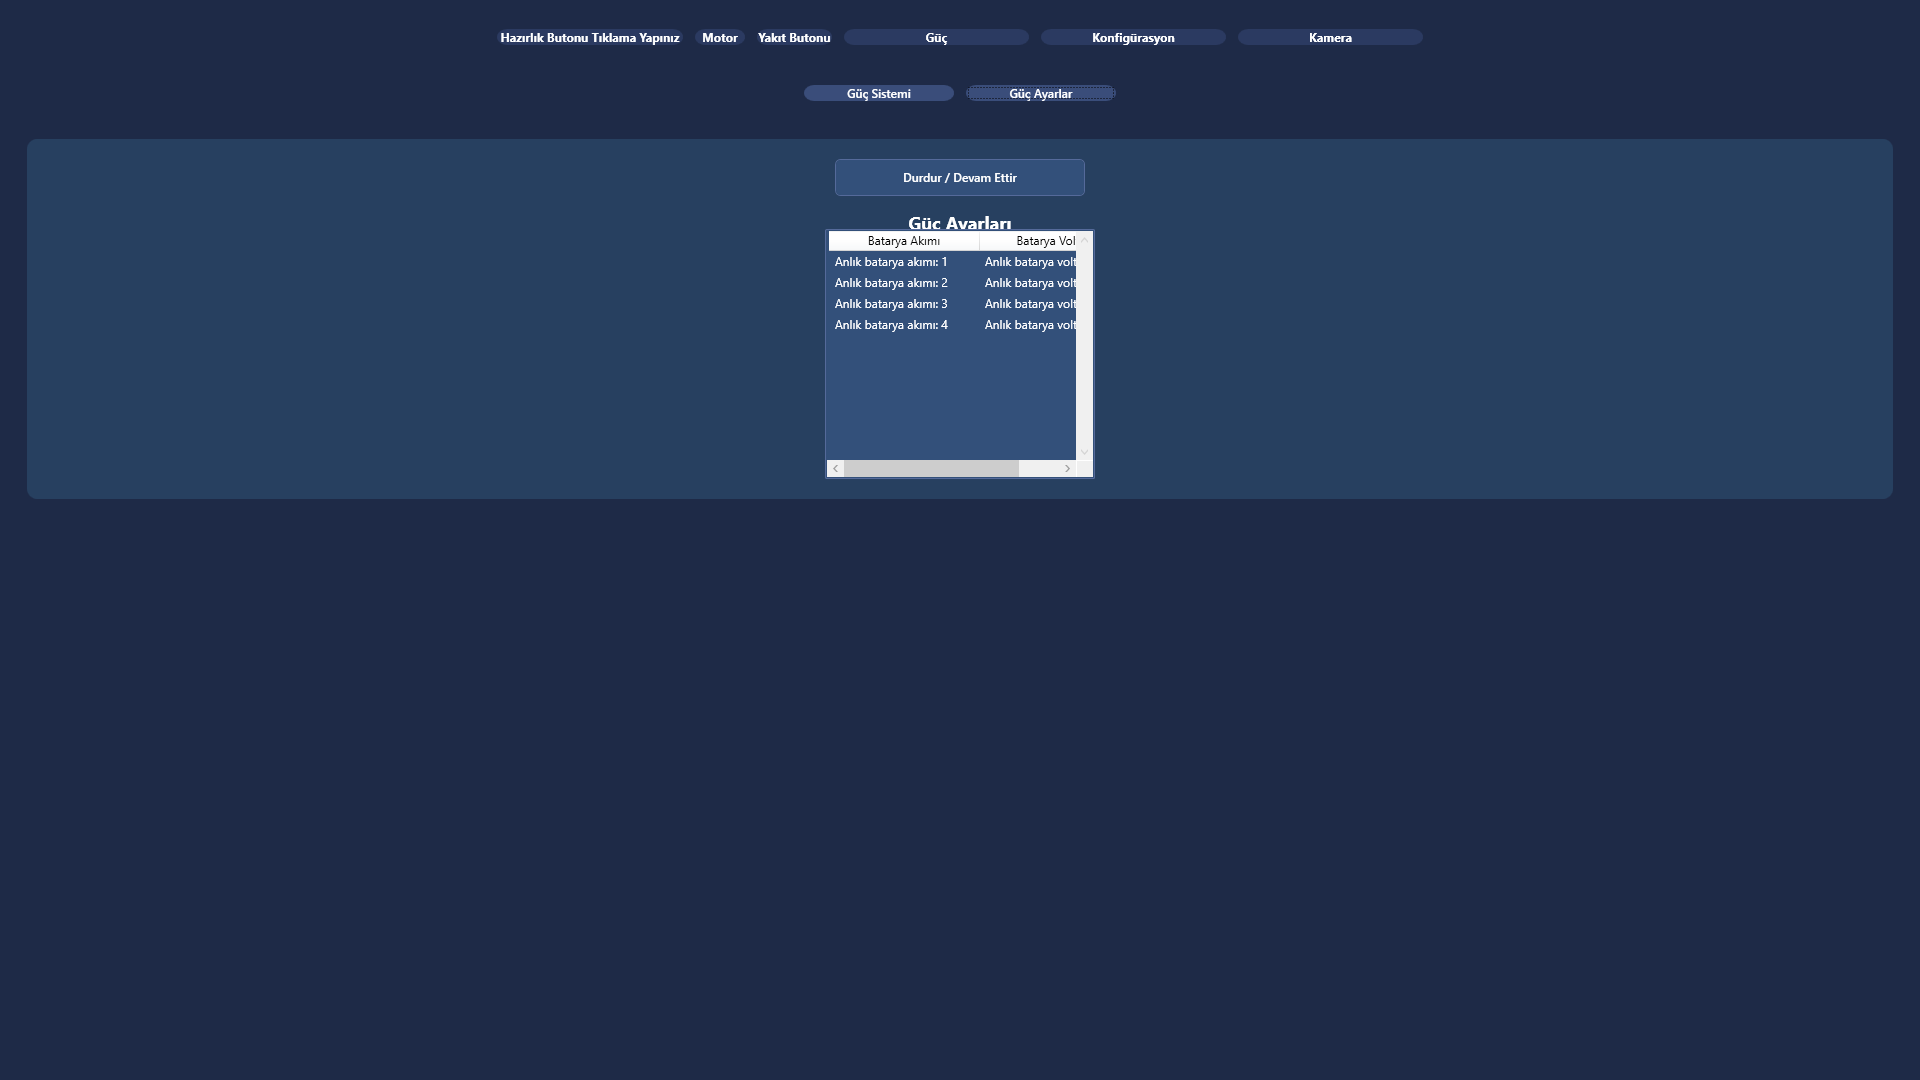 Hazırlık Butonu Tıklama Yapınız Motor Yakıt Butonu Güç Konfigürasyon Kamera
Güç Sistemi Güç Ayarlar
Durdur / Devam Ettir
Güç Ayarları
Batarya Akımı Batarya Vol
Anlık batarya akımı: 1 Anlık batarya volt
Anlık batarya akımı: 2 Anlık batarya volt
Anlık batarya akımı: 3 Anlık batarya volt
Anlık batarya akımı: 4 Anlık batarya volt